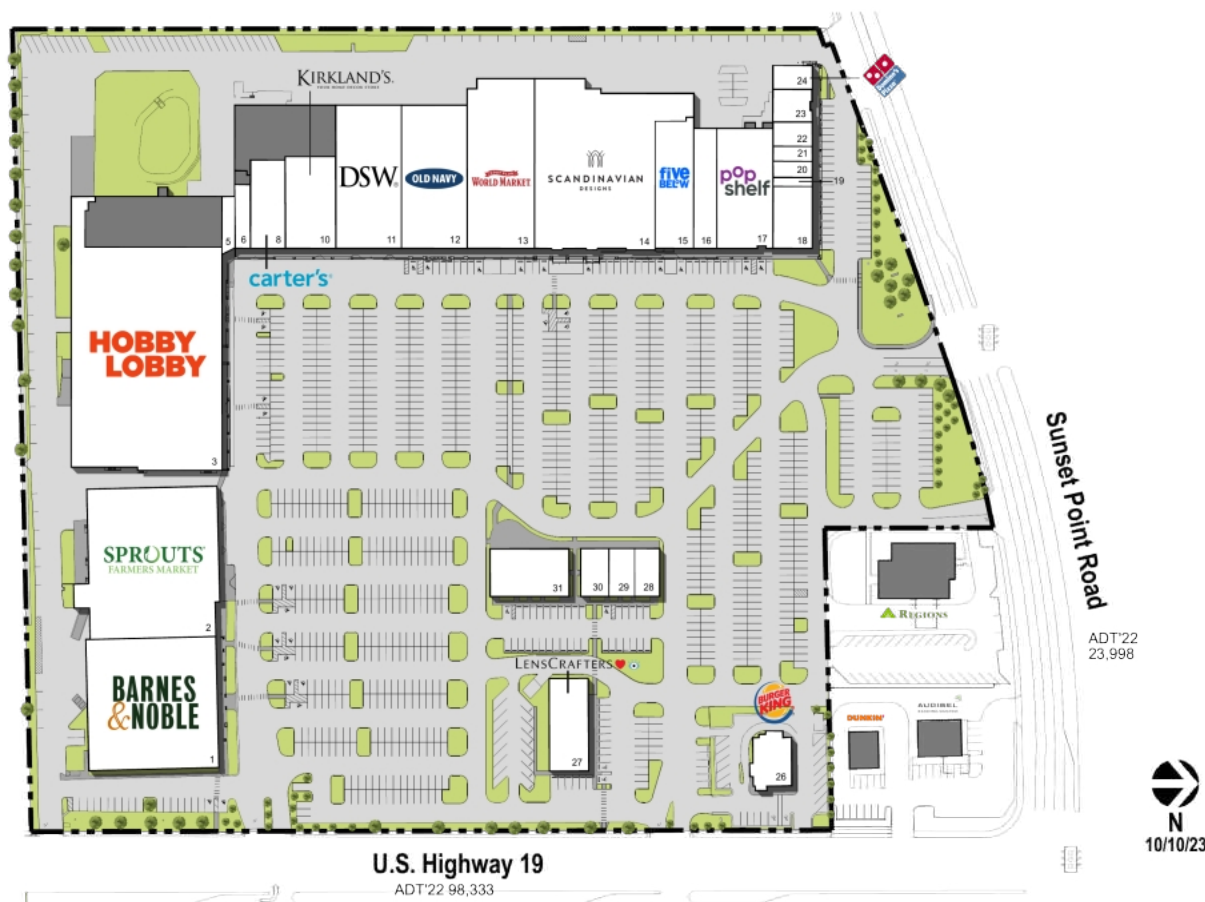 24
Domino's
Pizza
KIRKLAND'S
23
22
21
20
19
DSW
OLD NAVY
WORLD MARKET
SCANDINAVIAN
DESIGNS
five
BEL'W
pop
shelf
5
6
8
10
11
12
13
14
15
16
17
18
carter's
HOBBY
LOBBY
3
Sunset Point Road
SPROUTS
FARMERS MARKET
2
31
30
29
28
REGIONS
ADT'22
23,998
LENSCRAFTERS
BARNES
&NOBLE
1
BURGER
KING
DUNKIN'
AUDIBEL
27
26
N
10/10/23
U.S. Highway 19
ADT'22 98,333